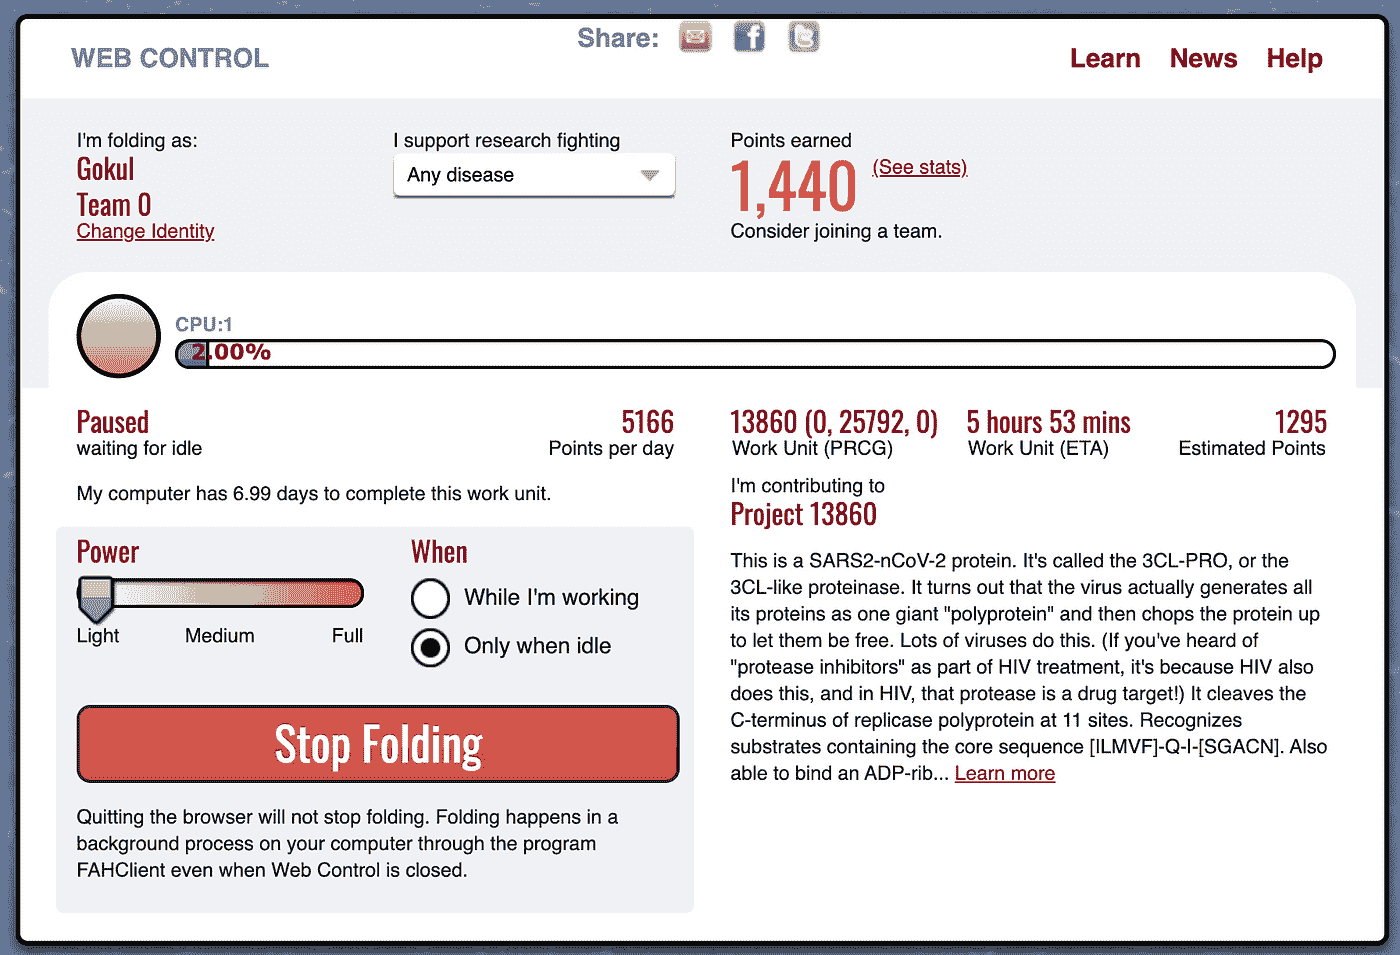 Share:
WEB CONTROL
Learn News Help
I'm folding as:
Gokul
Team 0
Change Identity
I support research fighting
Any disease
Points earned
1,440 (See stats)
Consider joining a team.
CPU:1
2.00%
Paused
waiting for idle
5166
Points per day
13860 (0, 25792, 0)
Work Unit (PRCG)
5 hours 53 mins
Work Unit (ETA)
1295
Estimated Points
My computer has 6.99 days to complete this work unit.
Power
Light Medium Full
When
While I'm working
Only when idle
Stop Folding
Quitting the browser will not stop folding. Folding happens in a
background process on your computer through the program
FAHClient even when Web Control is closed.
I'm contributing to
Project 13860
This is a SARS2-nCoV-2 protein. It's called the 3CL-PRO, or the
3CL-like proteinase. It turns out that the virus actually generates all
its proteins as one giant "polyprotein" and then chops the protein up
to let them be free. Lots of viruses do this. (If you've heard of
"protease inhibitors" as part of HIV treatment, it's because HIV also
does this, and in HIV, that protease is a drug target!) It cleaves the
C-terminus of replicase polyprotein at 11 sites. Recognizes
substrates containing the core sequence [ILMVF]-Q-I-[SGACN]. Also
able to bind an ADP-rib... Learn more